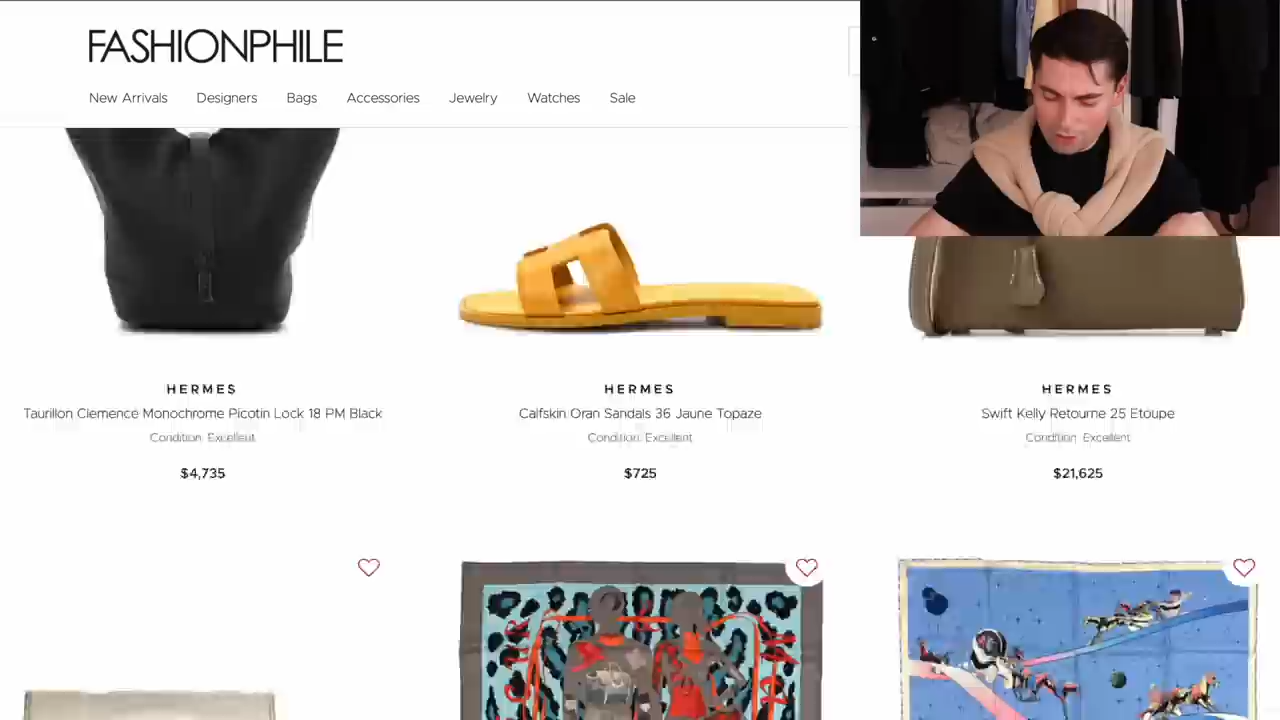 FASHIONPHILE
New Arrivals Designers Bags Accessories Jewelry Watches Sale
HERMES
Taurillon Clemence Monochrome Picotin Lock 18 PM Black
Condition: Excellent
$4,735
HERMES
Calfskin Oran Sandals 36 Jaune Topaze
Condition: Excellent
$725
HERMES
Swift Kelly Retourne 25 Etoupe
Condition: Excellent
$21,625